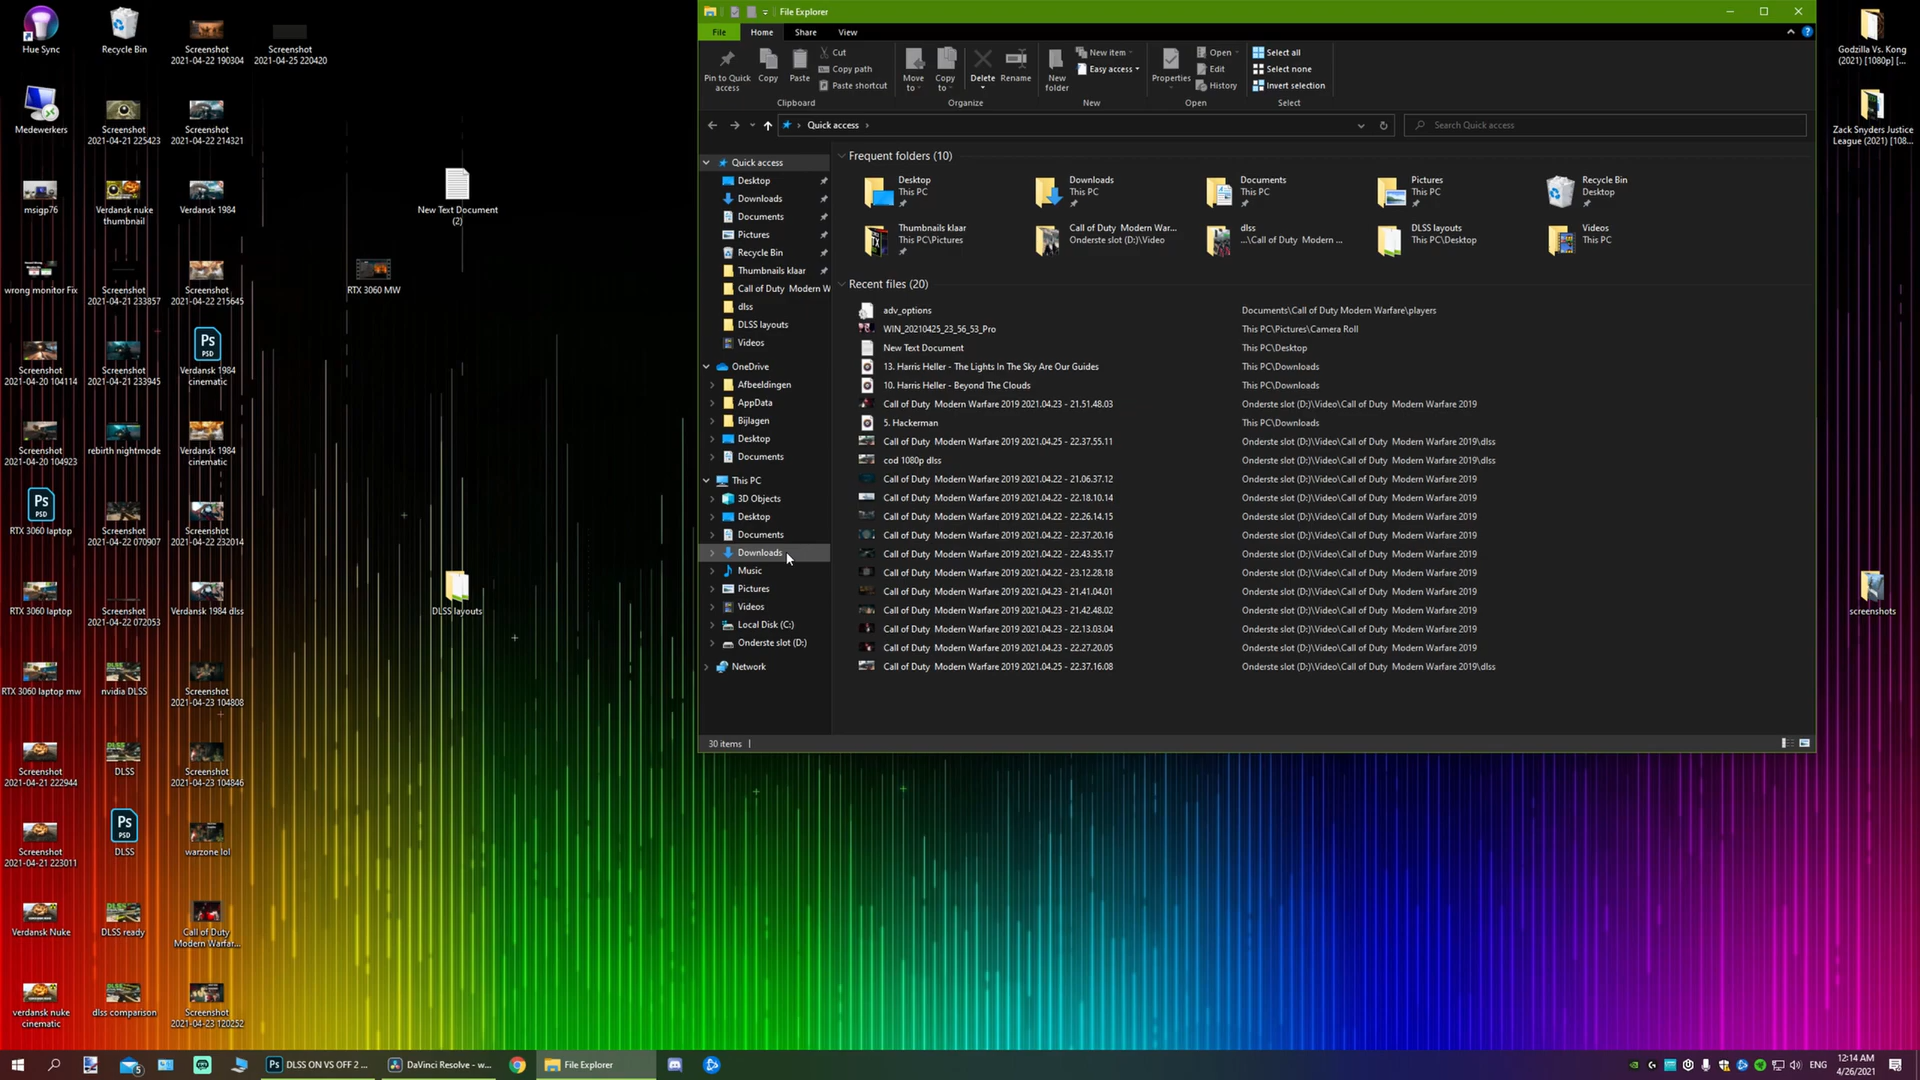 Hue Sync
Recycle Bin
Screenshot
2021-04-22 190304
Screenshot
2021-04-25 220420
Medewerkers
Screenshot
2021-04-21 225423
Screenshot
2021-04-22 214321
msigp76
Verdansk nuke
thumbnail
Verdansk 1984
New Text Document
(2)
wrong monitor Fix
Screenshot
2021-04-21 233857
Screenshot
2021-04-22 215645
RTX 3060 MW
Screenshot
2021-04-20 104114
Screenshot
2021-04-21 233945
Ps
PSD
Verdansk 1984
cinematic
Screenshot
2021-04-20 104923
rebirth nightmode
Verdansk 1984
cinematic
Ps
PSD
RTX 3060 laptop
Screenshot
2021-04-22 070907
Screenshot
2021-04-22 232014
RTX 3060 laptop
Screenshot
2021-04-22 072053
Verdansk 1984 dlss
DLSS layouts
RTX 3060 laptop mw
nvidia DLSS
Screenshot
2021-04-23 104808
Screenshot
2021-04-21 222944
DLSS
Screenshot
2021-04-23 104846
Screenshot
2021-04-21 223011
Ps
PSD
DLSS
warzone lol
Verdansk Nuke
DLSS ready
Call of Duty
Modern Warfar...
verdansk nuke
cinematic
dlss comparison
Screenshot
2021-04-23 120252
File Explorer
File
Home
Share
View
Pin to Quick
access
Copy
Paste
Cut
Copy path
Paste shortcut
Clipboard
Move
to
Copy
to
Delete
Rename
Organize
New
folder
New item
Easy access
New
Properties
Open
Edit
History
Open
Select all
Select none
Invert selection
Select
Quick access
Search Quick access
Quick access
Desktop
Downloads
Documents
Pictures
Recycle Bin
Thumbnails klaar
Call of Duty Modern W
dlss
DLSS layouts
Videos
OneDrive
Afbeeldingen
AppData
Bijlagen
Desktop
Documents
This PC
3D Objects
Desktop
Documents
Downloads
Music
Pictures
Videos
Local Disk (C:)
Onderste slot (D:)
Network
Frequent folders (10)
Desktop
This PC
Downloads
This PC
Documents
This PC
Pictures
This PC
Recycle Bin
Desktop
Thumbnails klaar
This PC\Pictures
Call of Duty Modern War...
Onderste slot (D:)\Video
dlss
...\Call of Duty Modern ...
DLSS layouts
This PC\Desktop
Videos
This PC
Recent files (20)
adv_options Documents\Call of Duty Modern Warfare\players
WIN_20210425_23_56_53_Pro This PC\Pictures\Camera Roll
New Text Document This PC\Desktop
13. Harris Heller - The Lights In The Sky Are Our Guides This PC\Downloads
10. Harris Heller - Beyond The Clouds This PC\Downloads
Call of Duty Modern Warfare 2019 2021.04.23 - 21.51.48.03 Onderste slot (D:)\Video\Call of Duty Modern Warfare 2019
5. Hackerman This PC\Downloads
Call of Duty Modern Warfare 2019 2021.04.25 - 22.37.55.11 Onderste slot (D:)\Video\Call of Duty Modern Warfare 2019\dlss
cod 1080p dlss Onderste slot (D:)\Video\Call of Duty Modern Warfare 2019\dlss
Call of Duty Modern Warfare 2019 2021.04.22 - 21.06.37.12 Onderste slot (D:)\Video\Call of Duty Modern Warfare 2019
Call of Duty Modern Warfare 2019 2021.04.22 - 22.18.10.14 Onderste slot (D:)\Video\Call of Duty Modern Warfare 2019
Call of Duty Modern Warfare 2019 2021.04.22 - 22.26.14.15 Onderste slot (D:)\Video\Call of Duty Modern Warfare 2019
Call of Duty Modern Warfare 2019 2021.04.22 - 22.37.20.16 Onderste slot (D:)\Video\Call of Duty Modern Warfare 2019
Call of Duty Modern Warfare 2019 2021.04.22 - 22.43.35.17 Onderste slot (D:)\Video\Call of Duty Modern Warfare 2019
Call of Duty Modern Warfare 2019 2021.04.22 - 23.12.28.18 Onderste slot (D:)\Video\Call of Duty Modern Warfare 2019
Call of Duty Modern Warfare 2019 2021.04.23 - 21.41.04.01 Onderste slot (D:)\Video\Call of Duty Modern Warfare 2019
Call of Duty Modern Warfare 2019 2021.04.23 - 21.42.48.02 Onderste slot (D:)\Video\Call of Duty Modern Warfare 2019
Call of Duty Modern Warfare 2019 2021.04.23 - 22.13.03.04 Onderste slot (D:)\Video\Call of Duty Modern Warfare 2019
Call of Duty Modern Warfare 2019 2021.04.23 - 22.27.20.05 Onderste slot (D:)\Video\Call of Duty Modern Warfare 2019
Call of Duty Modern Warfare 2019 2021.04.25 - 22.37.16.08 Onderste slot (D:)\Video\Call of Duty Modern Warfare 2019\dlss
30 items
Godzilla Vs. Kong
(2021) [1080p] [...
Zack Snyders Justice
League (2021) [108...
screenshots
5
Ps
DLSS ON VS OFF 2 ...
DaVinci Resolve - w...
File Explorer
ENG
12:14 AM
4/26/2021